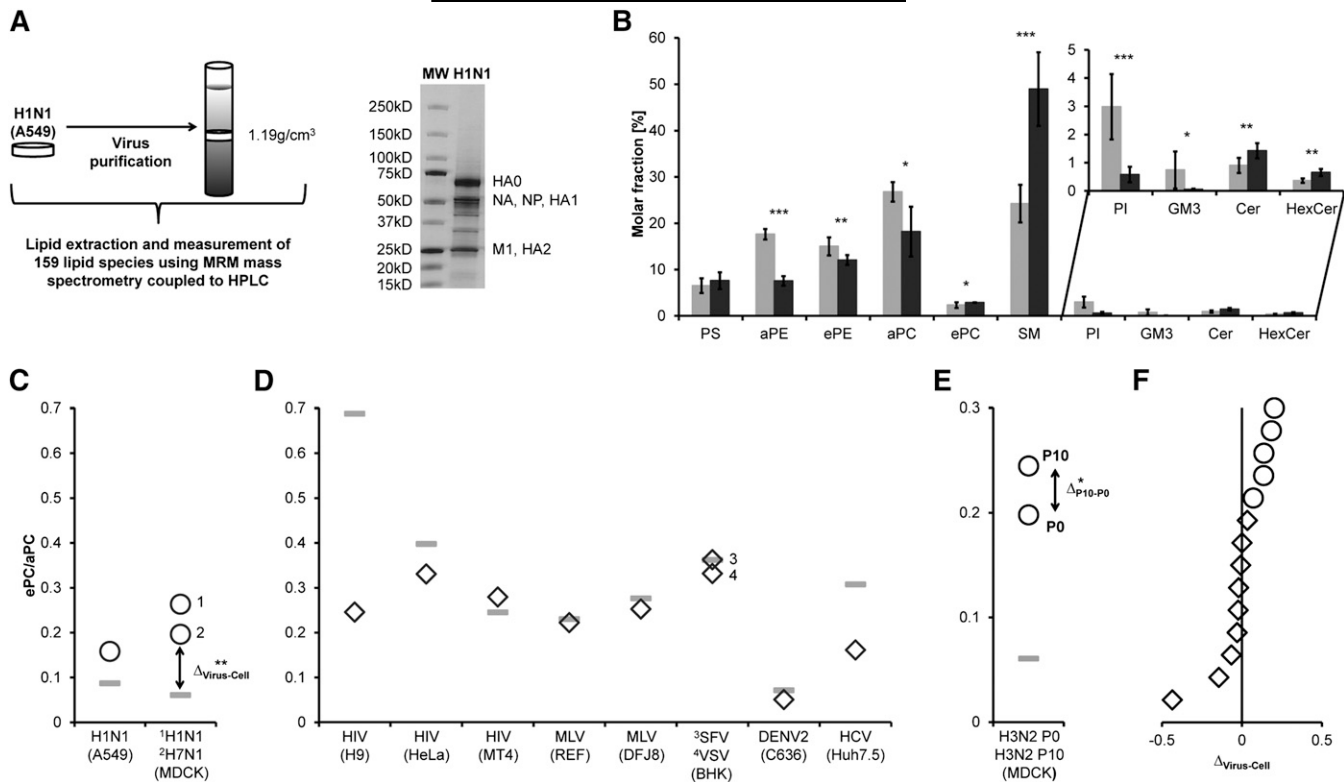 A
H1N1
(A549)
Virus
purification
1.19g/cm³
Lipid extraction and measurement of
159 lipid species using MRM mass
spectrometry coupled to HPLC
MW H1N1
250kD
150kD
100kD
75kD
50kD
37kD
25kD
20kD
15kD
HA0
NA, NP, HA1
M1, HA2
B
Molar fraction [%]
60
50
40
30
20
10
0
*** ** * * ***
PS aPE ePE aPC ePC SM
PI GM3 Cer HexCer
5
4
3
2
1
0
*** * ** **
PI GM3 Cer HexCer
C
ePC/aPC
0.7
0.6
0.5
0.4
0.3
0.2
0.1
0
1
2
**
Δ Virus-Cell
H1N1
(A549)
¹H1N1
²H7N1
(MDCK)
D
0.7
0.6
0.5
0.4
0.3
0.2
0.1
0
3
4
HIV
(H9)
HIV
(HeLa)
HIV
(MT4)
MLV
(REF)
MLV
(DFJ8)
³SFV
⁴VSV
(BHK)
DENV2
(C636)
HCV
(Huh7.5)
E
0.3
0.2
0.1
0
P10
*
Δ P10-P0
P0
H3N2 P0
H3N2 P10
(MDCK)
F
-0.5 0 0.5
Δ Virus-Cell